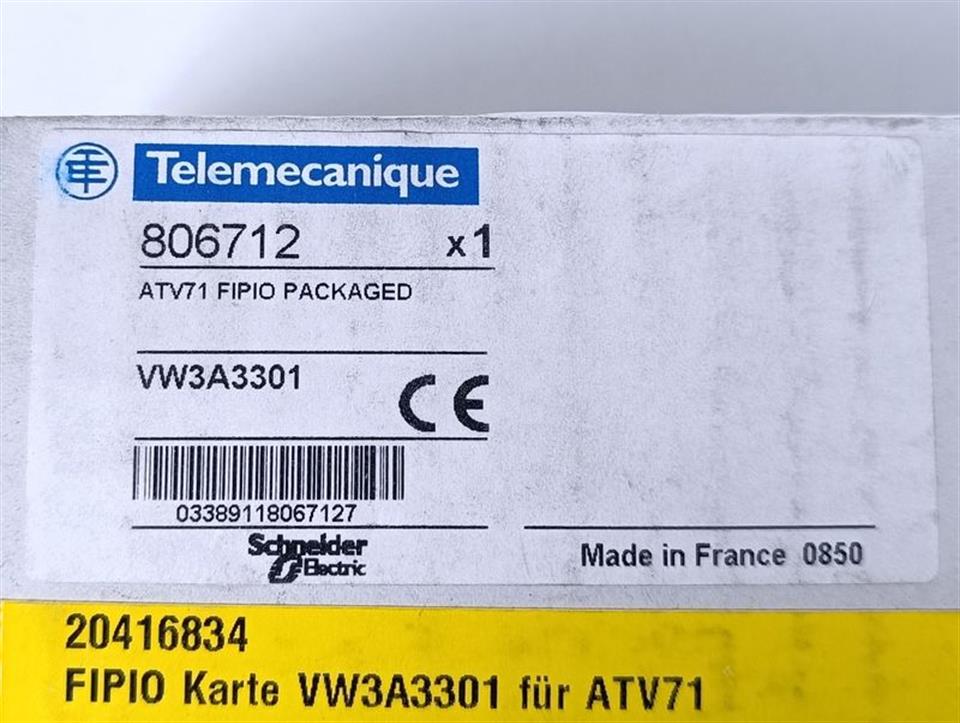 Telemecanique
806712 x1
ATV71 FIPIO PACKAGED
VW3A3301
CE
03389118067127
Schneider
Electric
Made in France 0850
20416834
FIPIO Karte VW3A3301 für ATV71